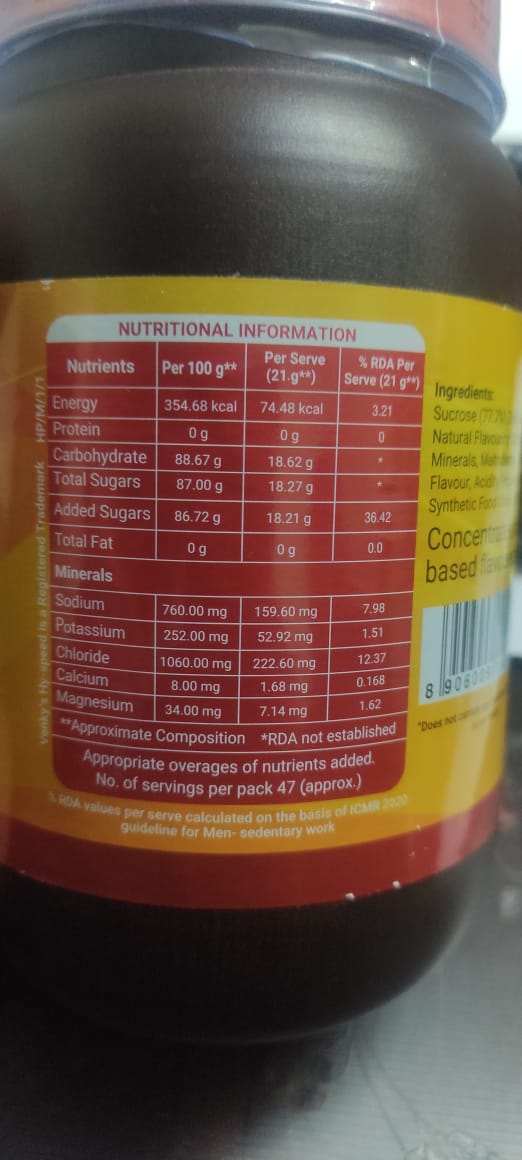 NUTRITIONAL INFORMATION
Nutrients Per 100 g** Per Serve (21.g**) % RDA Per Serve (21 g**)
Energy 354.68 kcal 74.48 kcal 3.21
Protein 0 g 0 g 0
Carbohydrate 88.67 g 18.62 g *
Total Sugars 87.00 g 18.27 g *
Added Sugars 86.72 g 18.21 g 36.42
Total Fat 0 g 0 g 0.0
Minerals
Sodium 760.00 mg 159.60 mg 7.98
Potassium 252.00 mg 52.92 mg 1.51
Chloride 1060.00 mg 222.60 mg 12.37
Calcium 8.00 mg 1.68 mg 0.168
Magnesium 34.00 mg 7.14 mg 1.62
**Approximate Composition *RDA not established
Appropriate overages of nutrients added.
No. of servings per pack 47 (approx.)
% RDA values per serve calculated on the basis of ICMR 2020
guideline for Men- sedentary work
Venky's Hy-speed is a Registered Trademark HP/M/1/1
Ingredients:
Sucrose
Natural
Minerals,
Flavour,
Synthetic
based
8 90600
"Does not